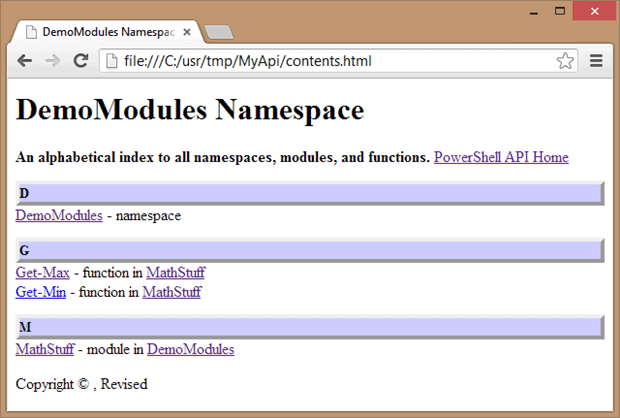 DemoModules Namespac
file:///C:/usr/tmp/MyApi/contents.html
DemoModules Namespace
An alphabetical index to all namespaces, modules, and functions. PowerShell API Home
D
DemoModules - namespace
G
Get-Max - function in MathStuff
Get-Min - function in MathStuff
M
MathStuff - module in DemoModules
Copyright © , Revised